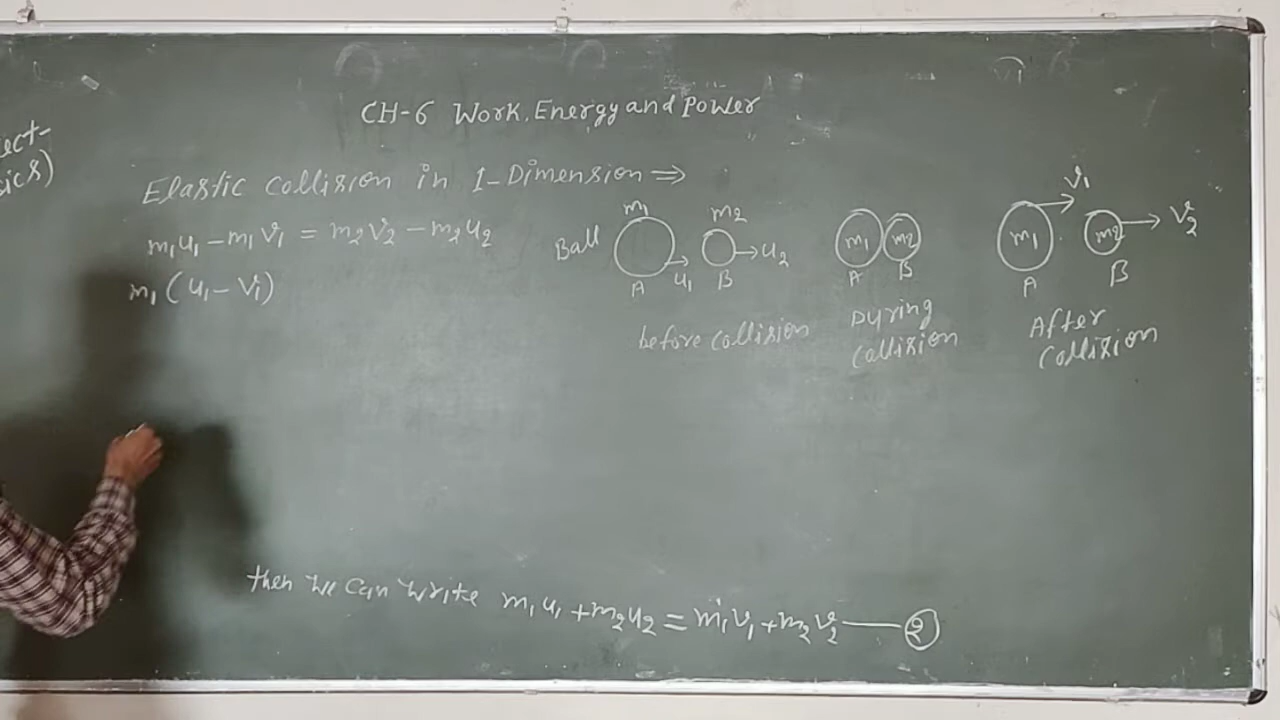 CH-6 Work, Energy and Power
Elastic Collision in 1-Dimension ⇒
m₁u₁ - m₁v₁ = m₂v₂ - m₂u₂
m₁(u₁ - v₁)
Ball
m₁ m₂
u₁ u₂
A B
before collision
m₁ m₂
A B
During
Collision
v₁
m₁ m₂ v₂
A B
After
Collision
then we can write m₁u₁ + m₂u₂ = m₁v₁ + m₂v₂ — ②